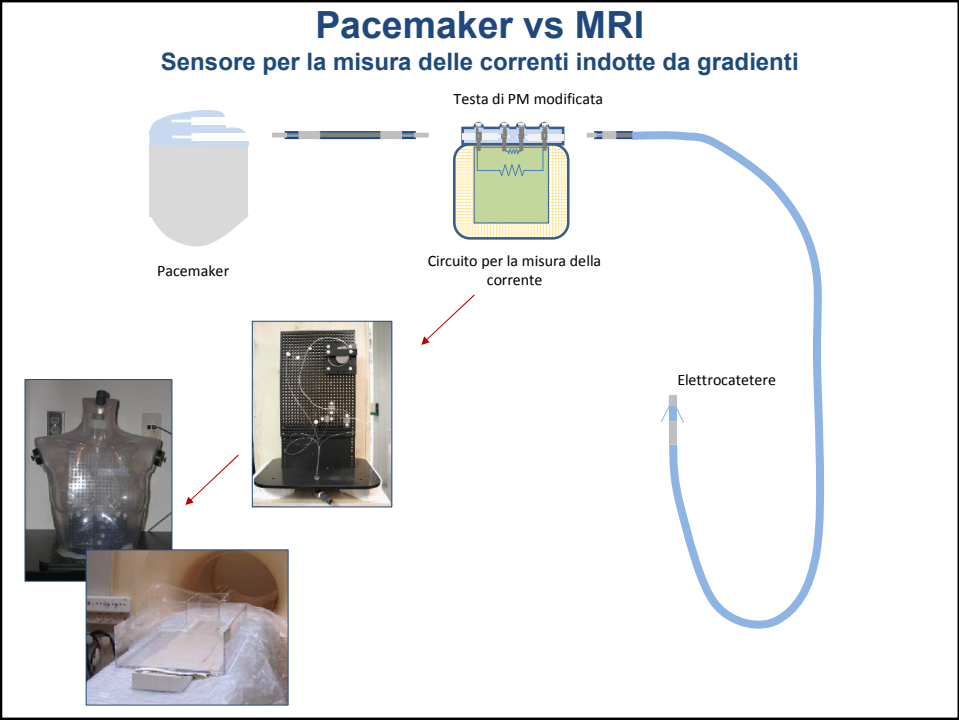 Pacemaker vs MRI
Sensore per la misura delle correnti indotte da gradienti
Testa di PM modificata
Pacemaker
Circuito per la misura della
corrente
Elettrocatetere